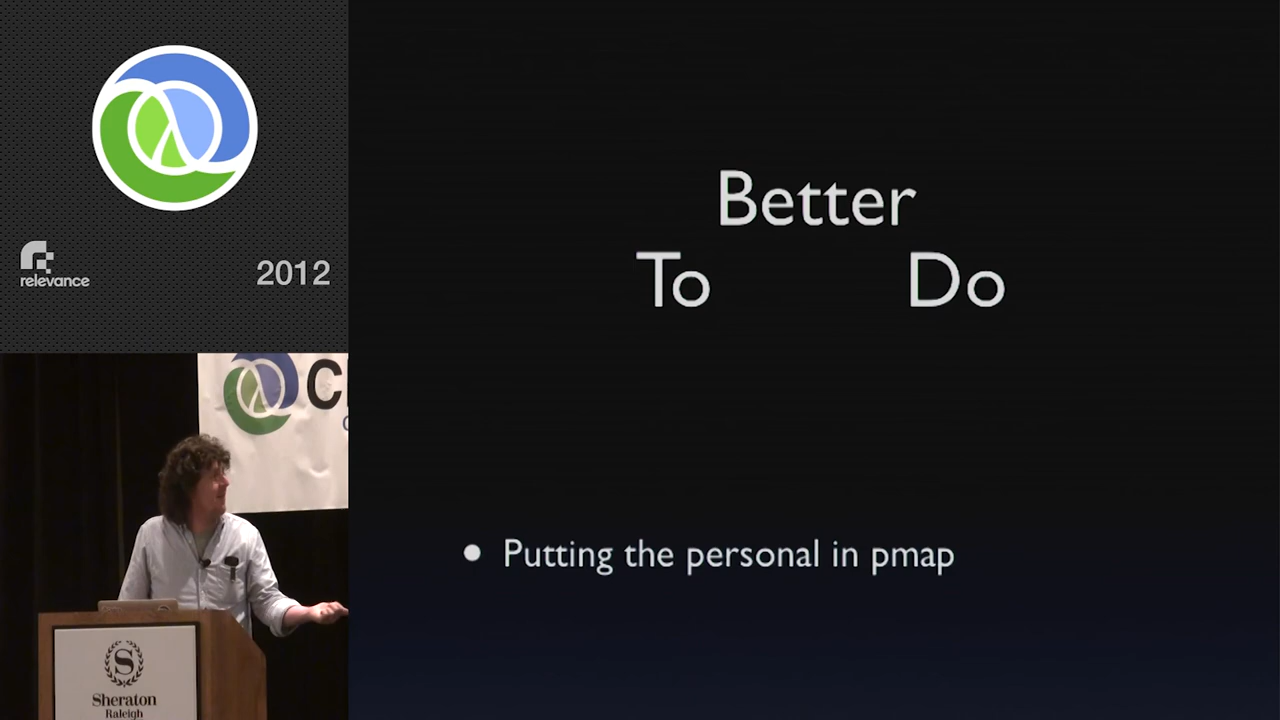 relevance
2012
C
Sheraton
Raleigh
Better
To Do
Putting the personal in pmap